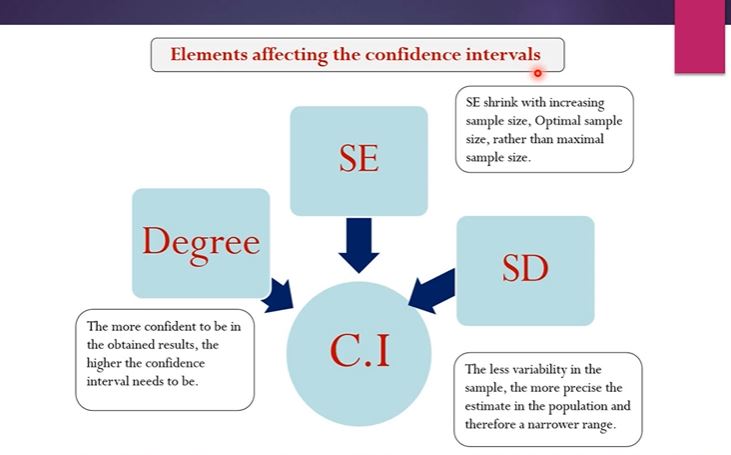 Elements affecting the confidence intervals
SE shrink with increasing
sample size, Optimal sample
size, rather than maximal
sample size.
SE
Degree
SD
C.I
The more confident to be in
the obtained results, the
higher the confidence
interval needs to be.
The less variability in the
sample, the more precise the
estimate in the population and
therefore a narrower range.